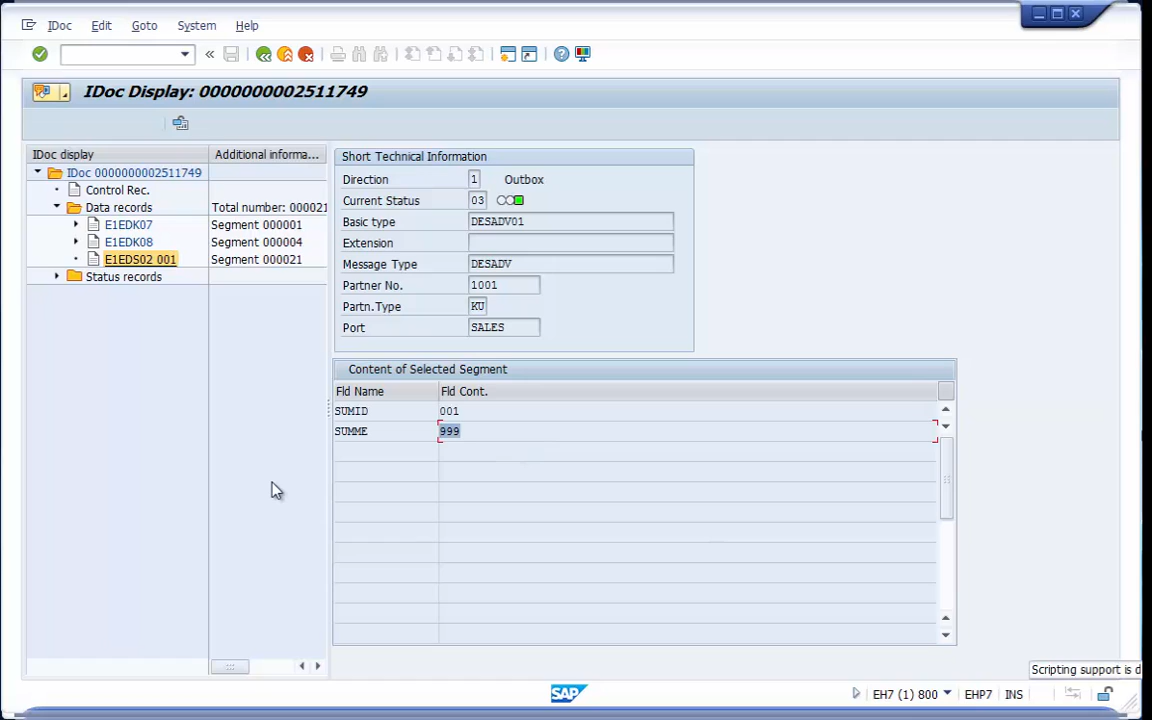 IDoc Edit Goto System Help
IDoc Display: 0000000002511749
IDoc display Additional informa...
IDoc 0000000002511749
Control Rec.
Data records Total number: 000021
E1EDK07 Segment 000001
E1EDK08 Segment 000004
E1EDS02 001 Segment 000021
Status records
Short Technical Information
Direction 1 Outbox
Current Status 03
Basic type DESADV01
Extension
Message Type DESADV
Partner No. 1001
Partn.Type KU
Port SALES
Content of Selected Segment
Fld Name Fld Cont.
SUMID 001
SUMME 999
Scripting support is d
SAP EH7 (1) 800 EHP7 INS